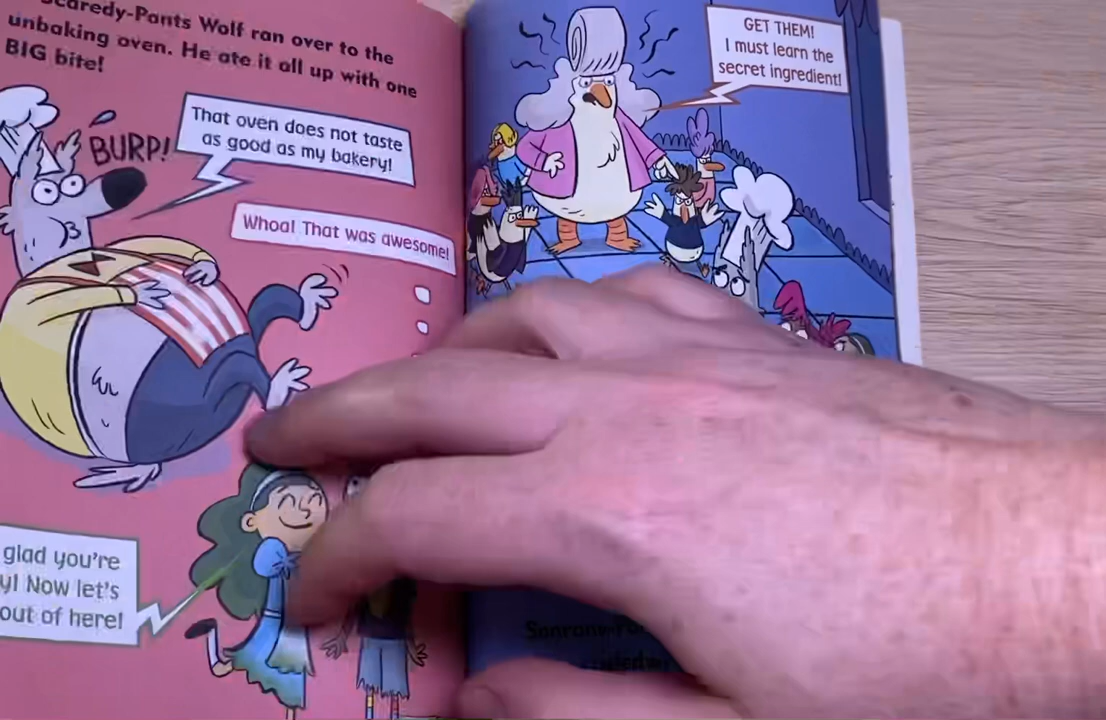 Scaredy-Pants Wolf ran over to the
unbaking oven. He ate it all up with one
BIG bite!
BURP!
That oven does not taste
as good as my bakery!
Whoa! That was awesome!
glad you're
y! Now let's
out of here!
GET THEM!
I must learn the
secret ingredient!